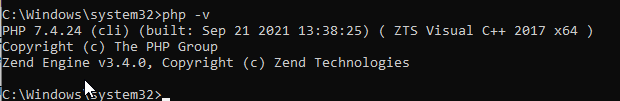 C:\Windows\system32>php -v
PHP 7.4.24 (cli) (built: Sep 21 2021 13:38:25) ( ZTS Visual C++ 2017 x64 )
Copyright (c) The PHP Group
Zend Engine v3.4.0, Copyright (c) Zend Technologies
C:\Windows\system32>